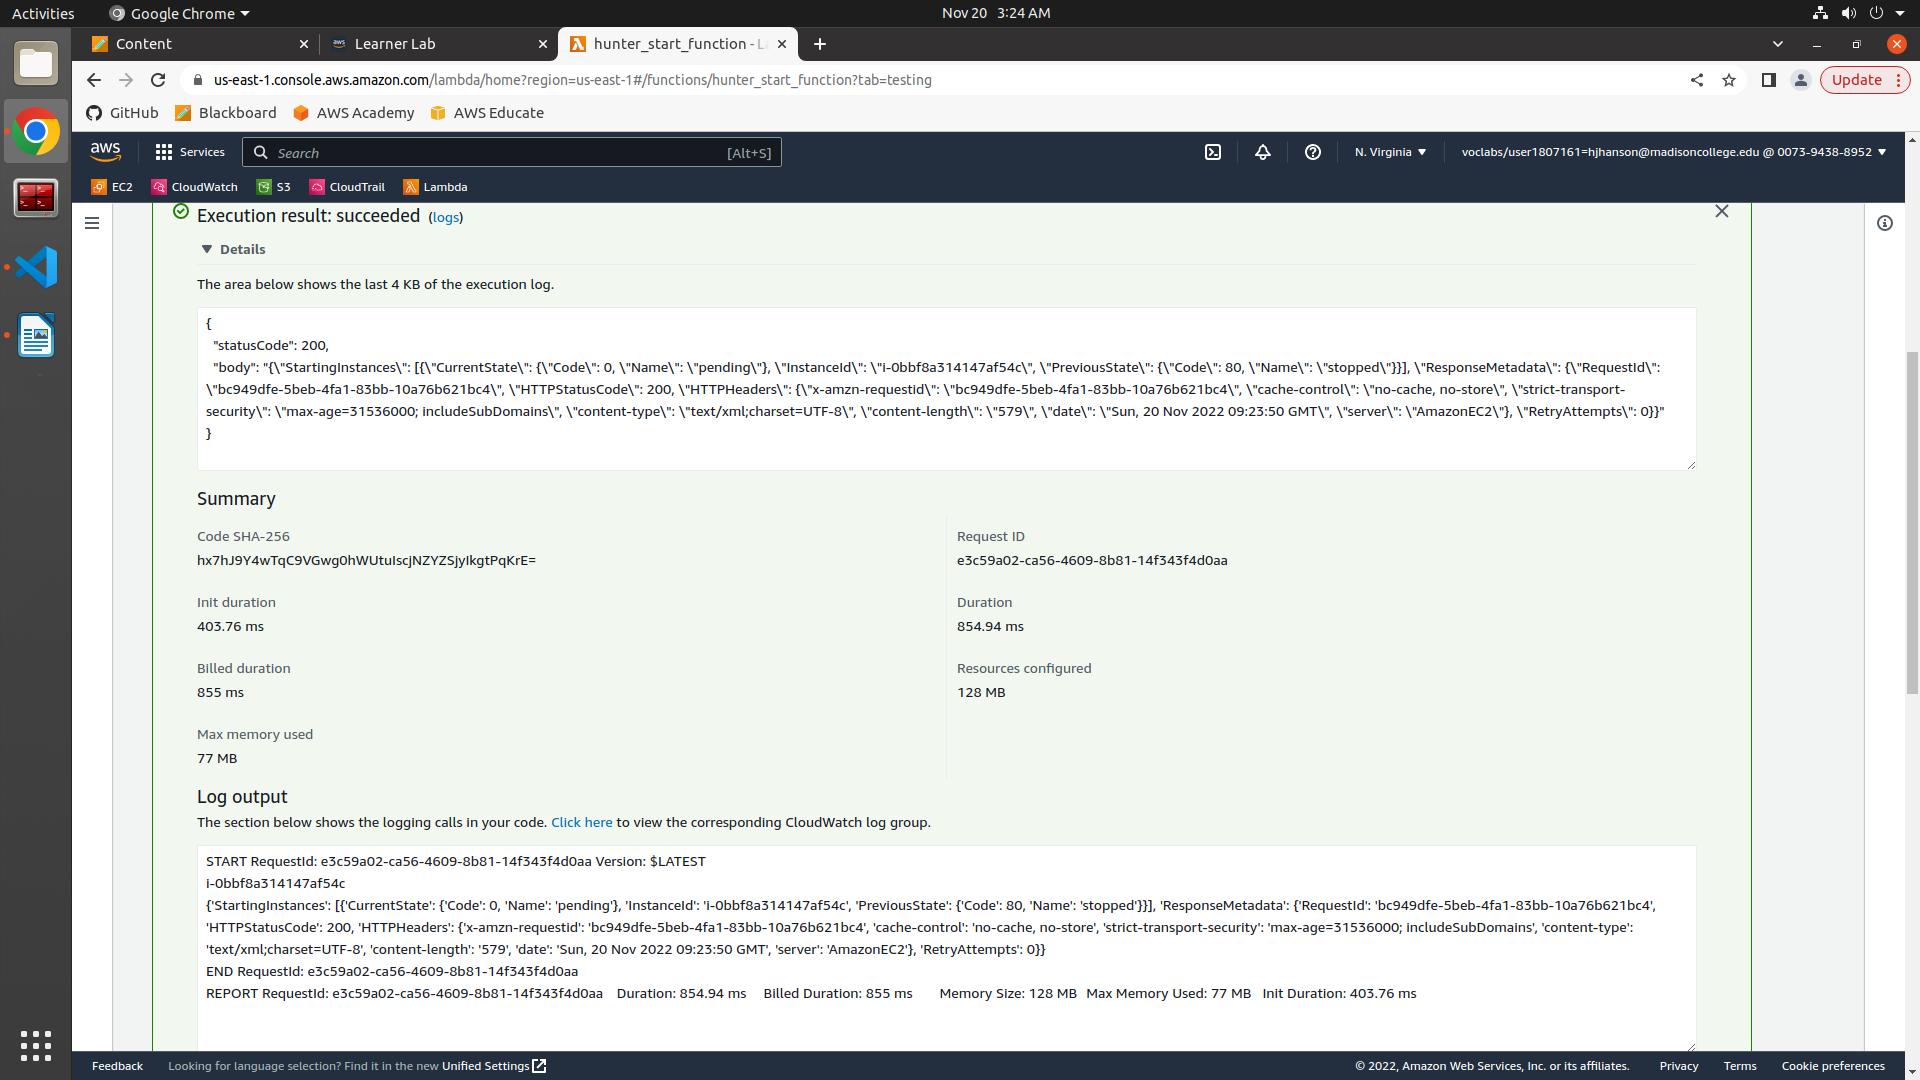 Activities
Google Chrome
Nov 20 3:24 AM
Content
Learner Lab
hunter_start_function - L
us-east-1.console.aws.amazon.com/lambda/home?region=us-east-1#/functions/hunter_start_function?tab=testing
Update
GitHub
Blackboard
AWS Academy
AWS Educate
aws
Services
Search
[Alt+S]
N. Virginia
voclabs/user1807161=hjhanson@madisoncollege.edu @ 0073-9438-8952
EC2
CloudWatch
S3
CloudTrail
Lambda
Execution result: succeeded (logs)
Details
The area below shows the last 4 KB of the execution log.
{
"statusCode": 200,
"body": "{\"StartingInstances\": [{\"CurrentState\": {\"Code\": 0, \"Name\": \"pending\"}, \"InstanceId\": \"i-0bbf8a314147af54c\", \"PreviousState\": {\"Code\": 80, \"Name\": \"stopped\"}}], \"ResponseMetadata\": {\"RequestId\":
\"bc949dfe-5beb-4fa1-83bb-10a76b621bc4\", \"HTTPStatusCode\": 200, \"HTTPHeaders\": {\"x-amzn-requestid\": \"bc949dfe-5beb-4fa1-83bb-10a76b621bc4\", \"cache-control\": \"no-cache, no-store\", \"strict-transport-
security\": \"max-age=31536000; includeSubDomains\", \"content-type\": \"text/xml;charset=UTF-8\", \"content-length\": \"579\", \"date\": \"Sun, 20 Nov 2022 09:23:50 GMT\", \"server\": \"AmazonEC2\"}, \"RetryAttempts\": 0}}"
}
Summary
Code SHA-256
hx7hJ9Y4wTqC9VGwg0hWUtuIscjNZYZSjyIkgtPqKrE=
Request ID
e3c59a02-ca56-4609-8b81-14f343f4d0aa
Init duration
403.76 ms
Duration
854.94 ms
Billed duration
855 ms
Resources configured
128 MB
Max memory used
77 MB
Log output
The section below shows the logging calls in your code. Click here to view the corresponding CloudWatch log group.
START RequestId: e3c59a02-ca56-4609-8b81-14f343f4d0aa Version: $LATEST
i-0bbf8a314147af54c
{'StartingInstances': [{'CurrentState': {'Code': 0, 'Name': 'pending'}, 'InstanceId': 'i-0bbf8a314147af54c', 'PreviousState': {'Code': 80, 'Name': 'stopped'}}], 'ResponseMetadata': {'RequestId': 'bc949dfe-5beb-4fa1-83bb-10a76b621bc4',
'HTTPStatusCode': 200, 'HTTPHeaders': {'x-amzn-requestid': 'bc949dfe-5beb-4fa1-83bb-10a76b621bc4', 'cache-control': 'no-cache, no-store', 'strict-transport-security': 'max-age=31536000; includeSubDomains', 'content-type':
'text/xml;charset=UTF-8', 'content-length': '579', 'date': 'Sun, 20 Nov 2022 09:23:50 GMT', 'server': 'AmazonEC2'}, 'RetryAttempts': 0}}
END RequestId: e3c59a02-ca56-4609-8b81-14f343f4d0aa
REPORT RequestId: e3c59a02-ca56-4609-8b81-14f343f4d0aa Duration: 854.94 ms Billed Duration: 855 ms Memory Size: 128 MB Max Memory Used: 77 MB Init Duration: 403.76 ms
Feedback
Looking for language selection? Find it in the new Unified Settings
© 2022, Amazon Web Services, Inc. or its affiliates.
Privacy
Terms
Cookie preferences